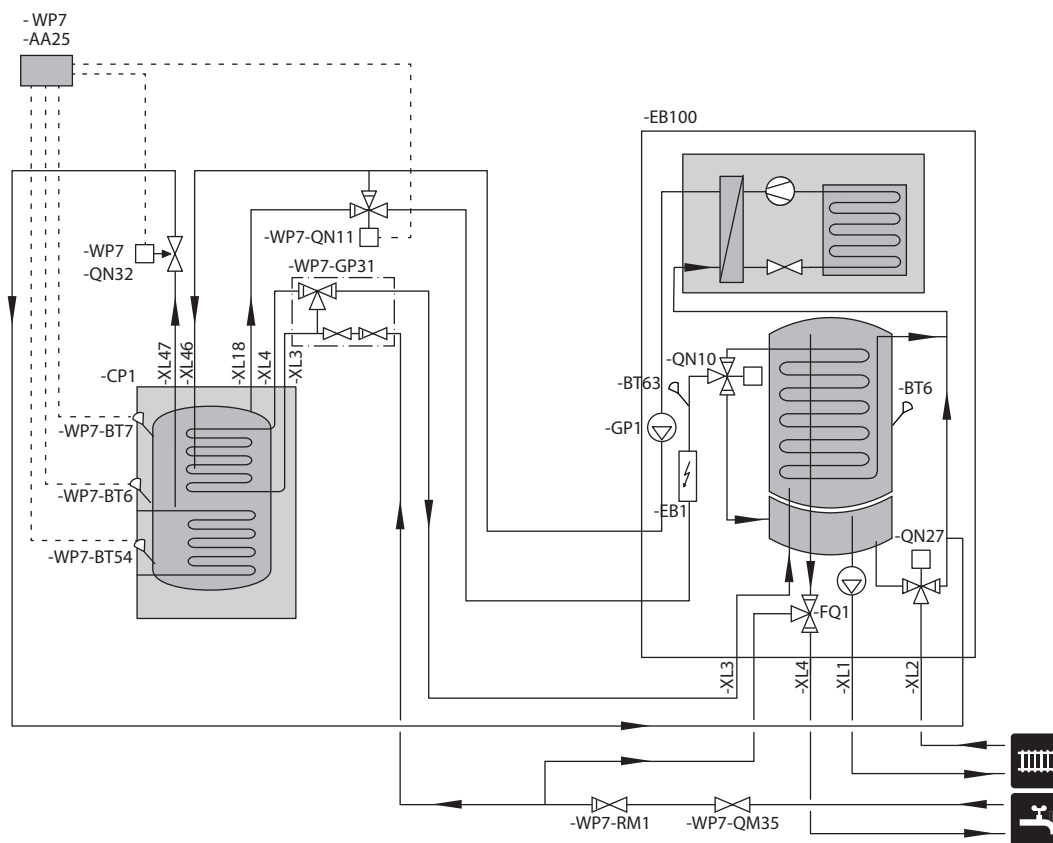 - WP7
-AA25
-EB100
-WP7
-QN32
-WP7-QN11
-WP7-GP31
-XL47
-XL46
-XL18
-XL4
-XL3
-CP1
-WP7-BT7
-WP7-BT6
-WP7-BT54
-QN10
-BT63
-BT6
-GP1
-EB1
-QN27
-FQ1
-XL3
-XL4
-XL1
-XL2
-WP7-RM1
-WP7-QM35